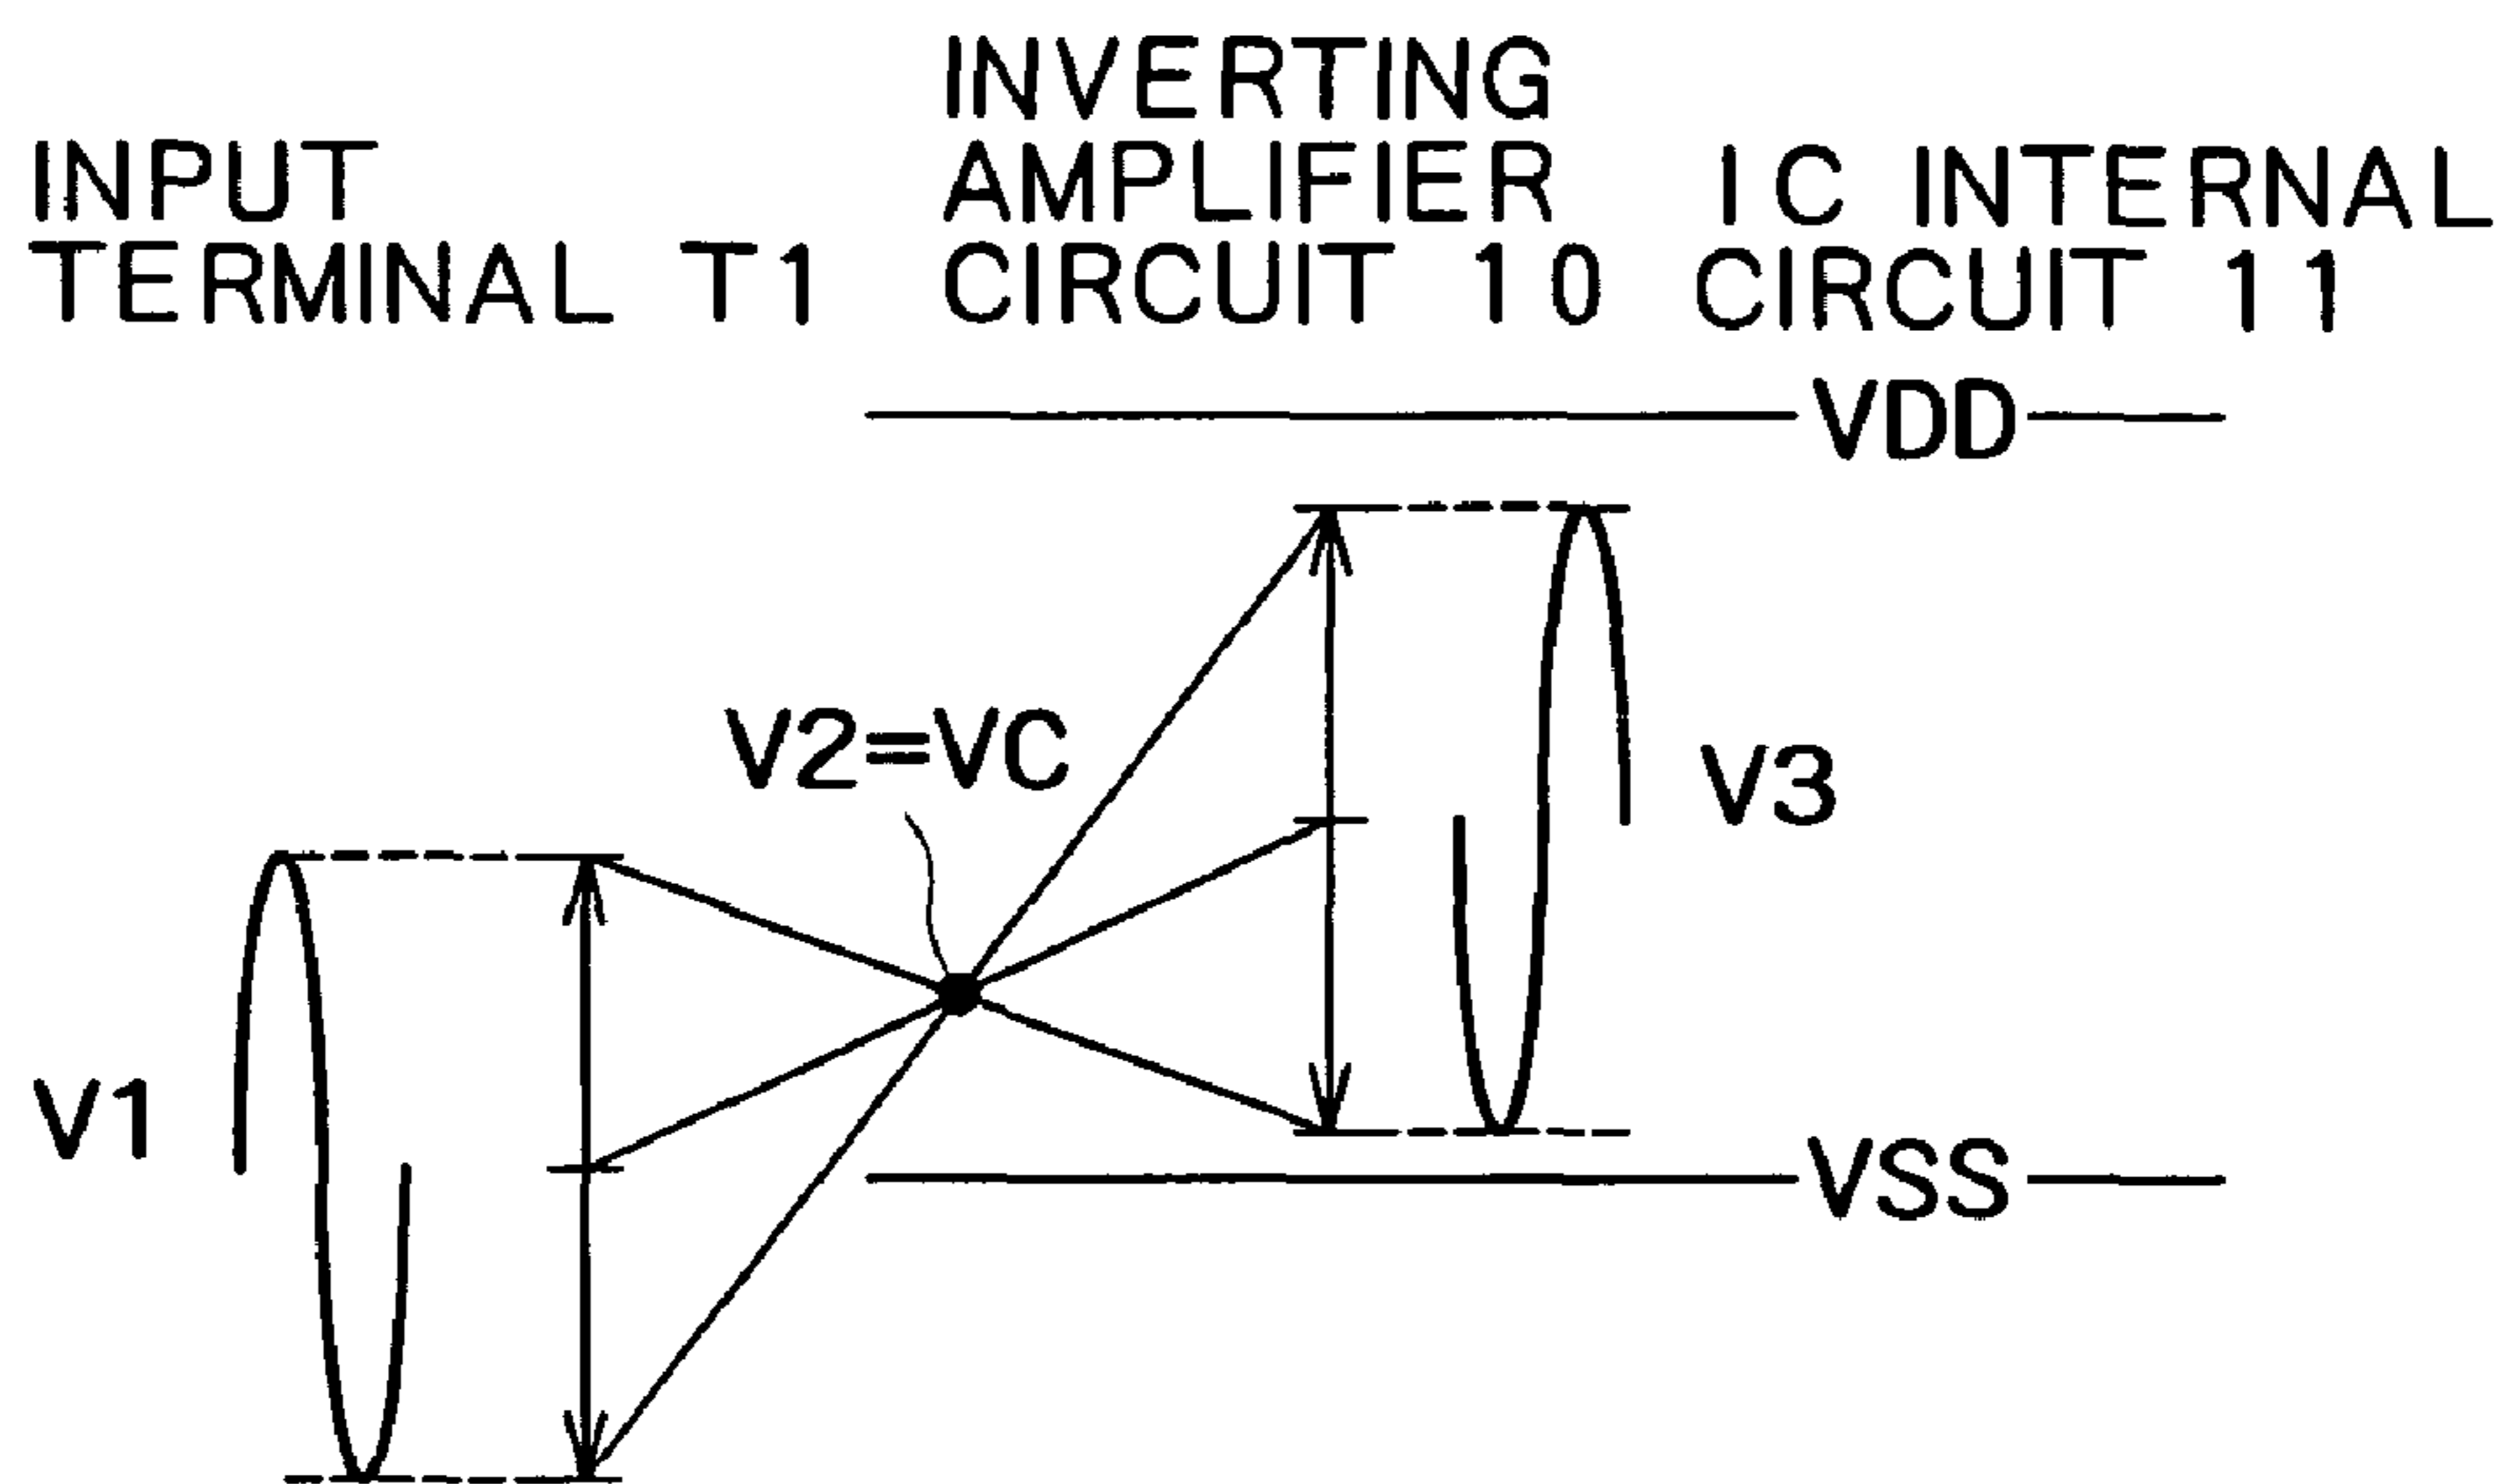 INPUT
TERMINAL T1
INVERTING
AMPLIFIER
CIRCUIT 10
IC INTERNAL
CIRCUIT 11
VDD
V2=VC
V3
V1
VSS